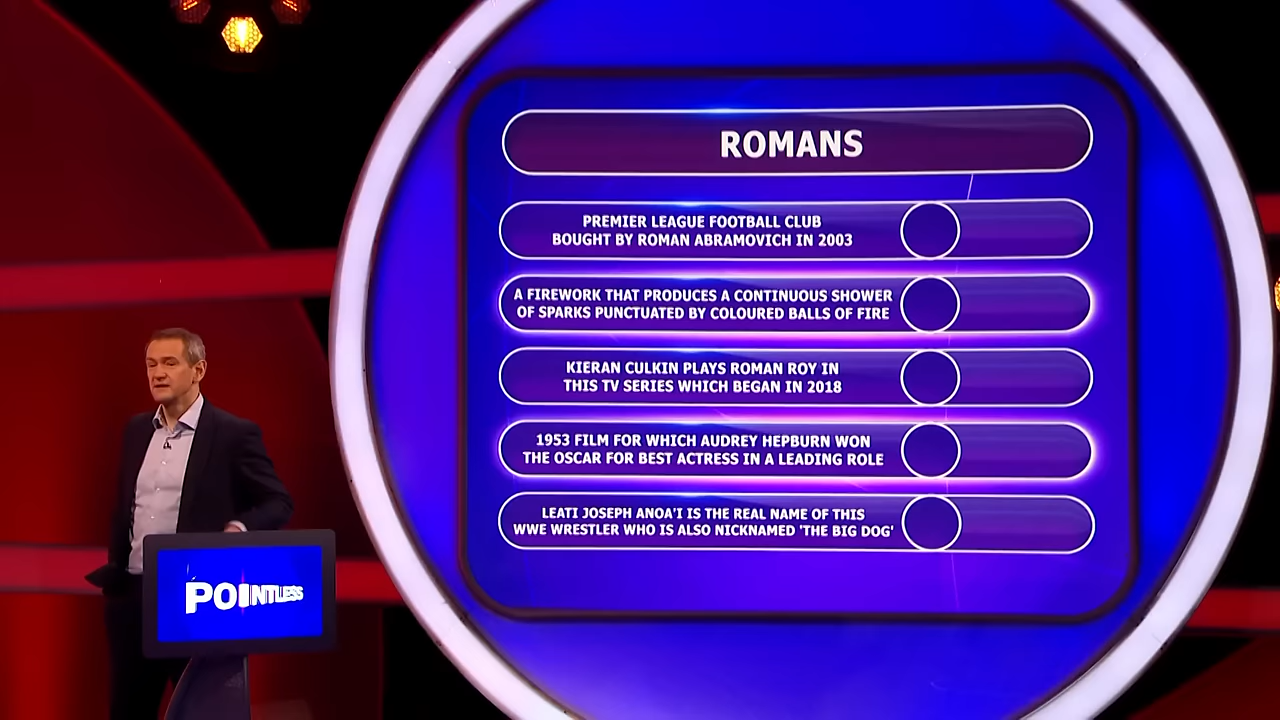 ROMANS
PREMIER LEAGUE FOOTBALL CLUB
BOUGHT BY ROMAN ABRAMOVICH IN 2003
A FIREWORK THAT PRODUCES A CONTINUOUS SHOWER
OF SPARKS PUNCTUATED BY COLOURED BALLS OF FIRE
KIERAN CULKIN PLAYS ROMAN ROY IN
THIS TV SERIES WHICH BEGAN IN 2018
1953 FILM FOR WHICH AUDREY HEPBURN WON
THE OSCAR FOR BEST ACTRESS IN A LEADING ROLE
LEATI JOSEPH ANOA'I IS THE REAL NAME OF THIS
WWE WRESTLER WHO IS ALSO NICKNAMED 'THE BIG DOG'
POINTLESS